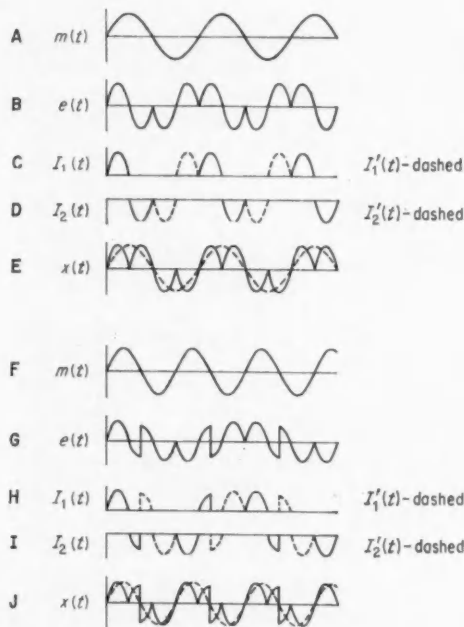 A m(t)
B e(t)
C I₁(t) I₁′(t)-dashed
D I₂(t) I₂′(t)-dashed
E x(t)
F m(t)
G e(t)
H I₁(t) I₁′(t)-dashed
I I₂(t) I₂′(t)-dashed
J x(t)